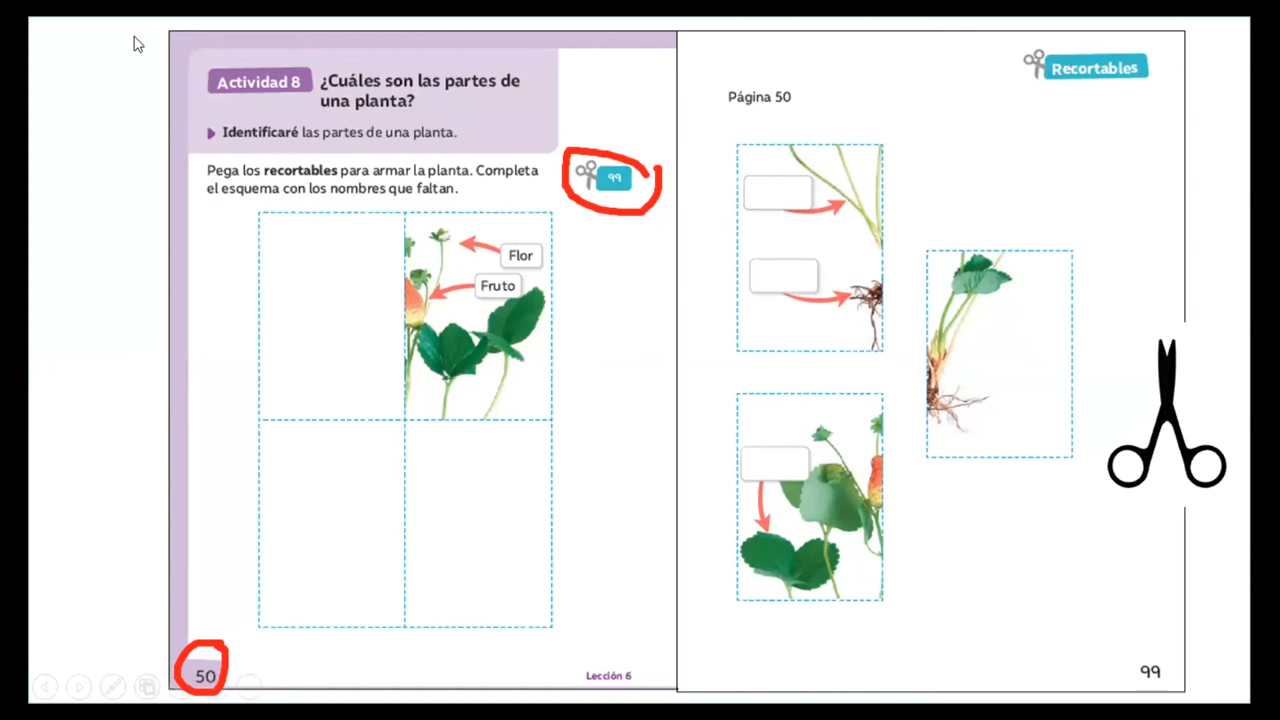 Actividad 8
¿Cuáles son las partes de
una planta?
Identificaré las partes de una planta.
Pega los recortables para armar la planta. Completa
el esquema con los nombres que faltan.
99
Flor
Fruto
50
Lección 6
Recortables
Página 50
99